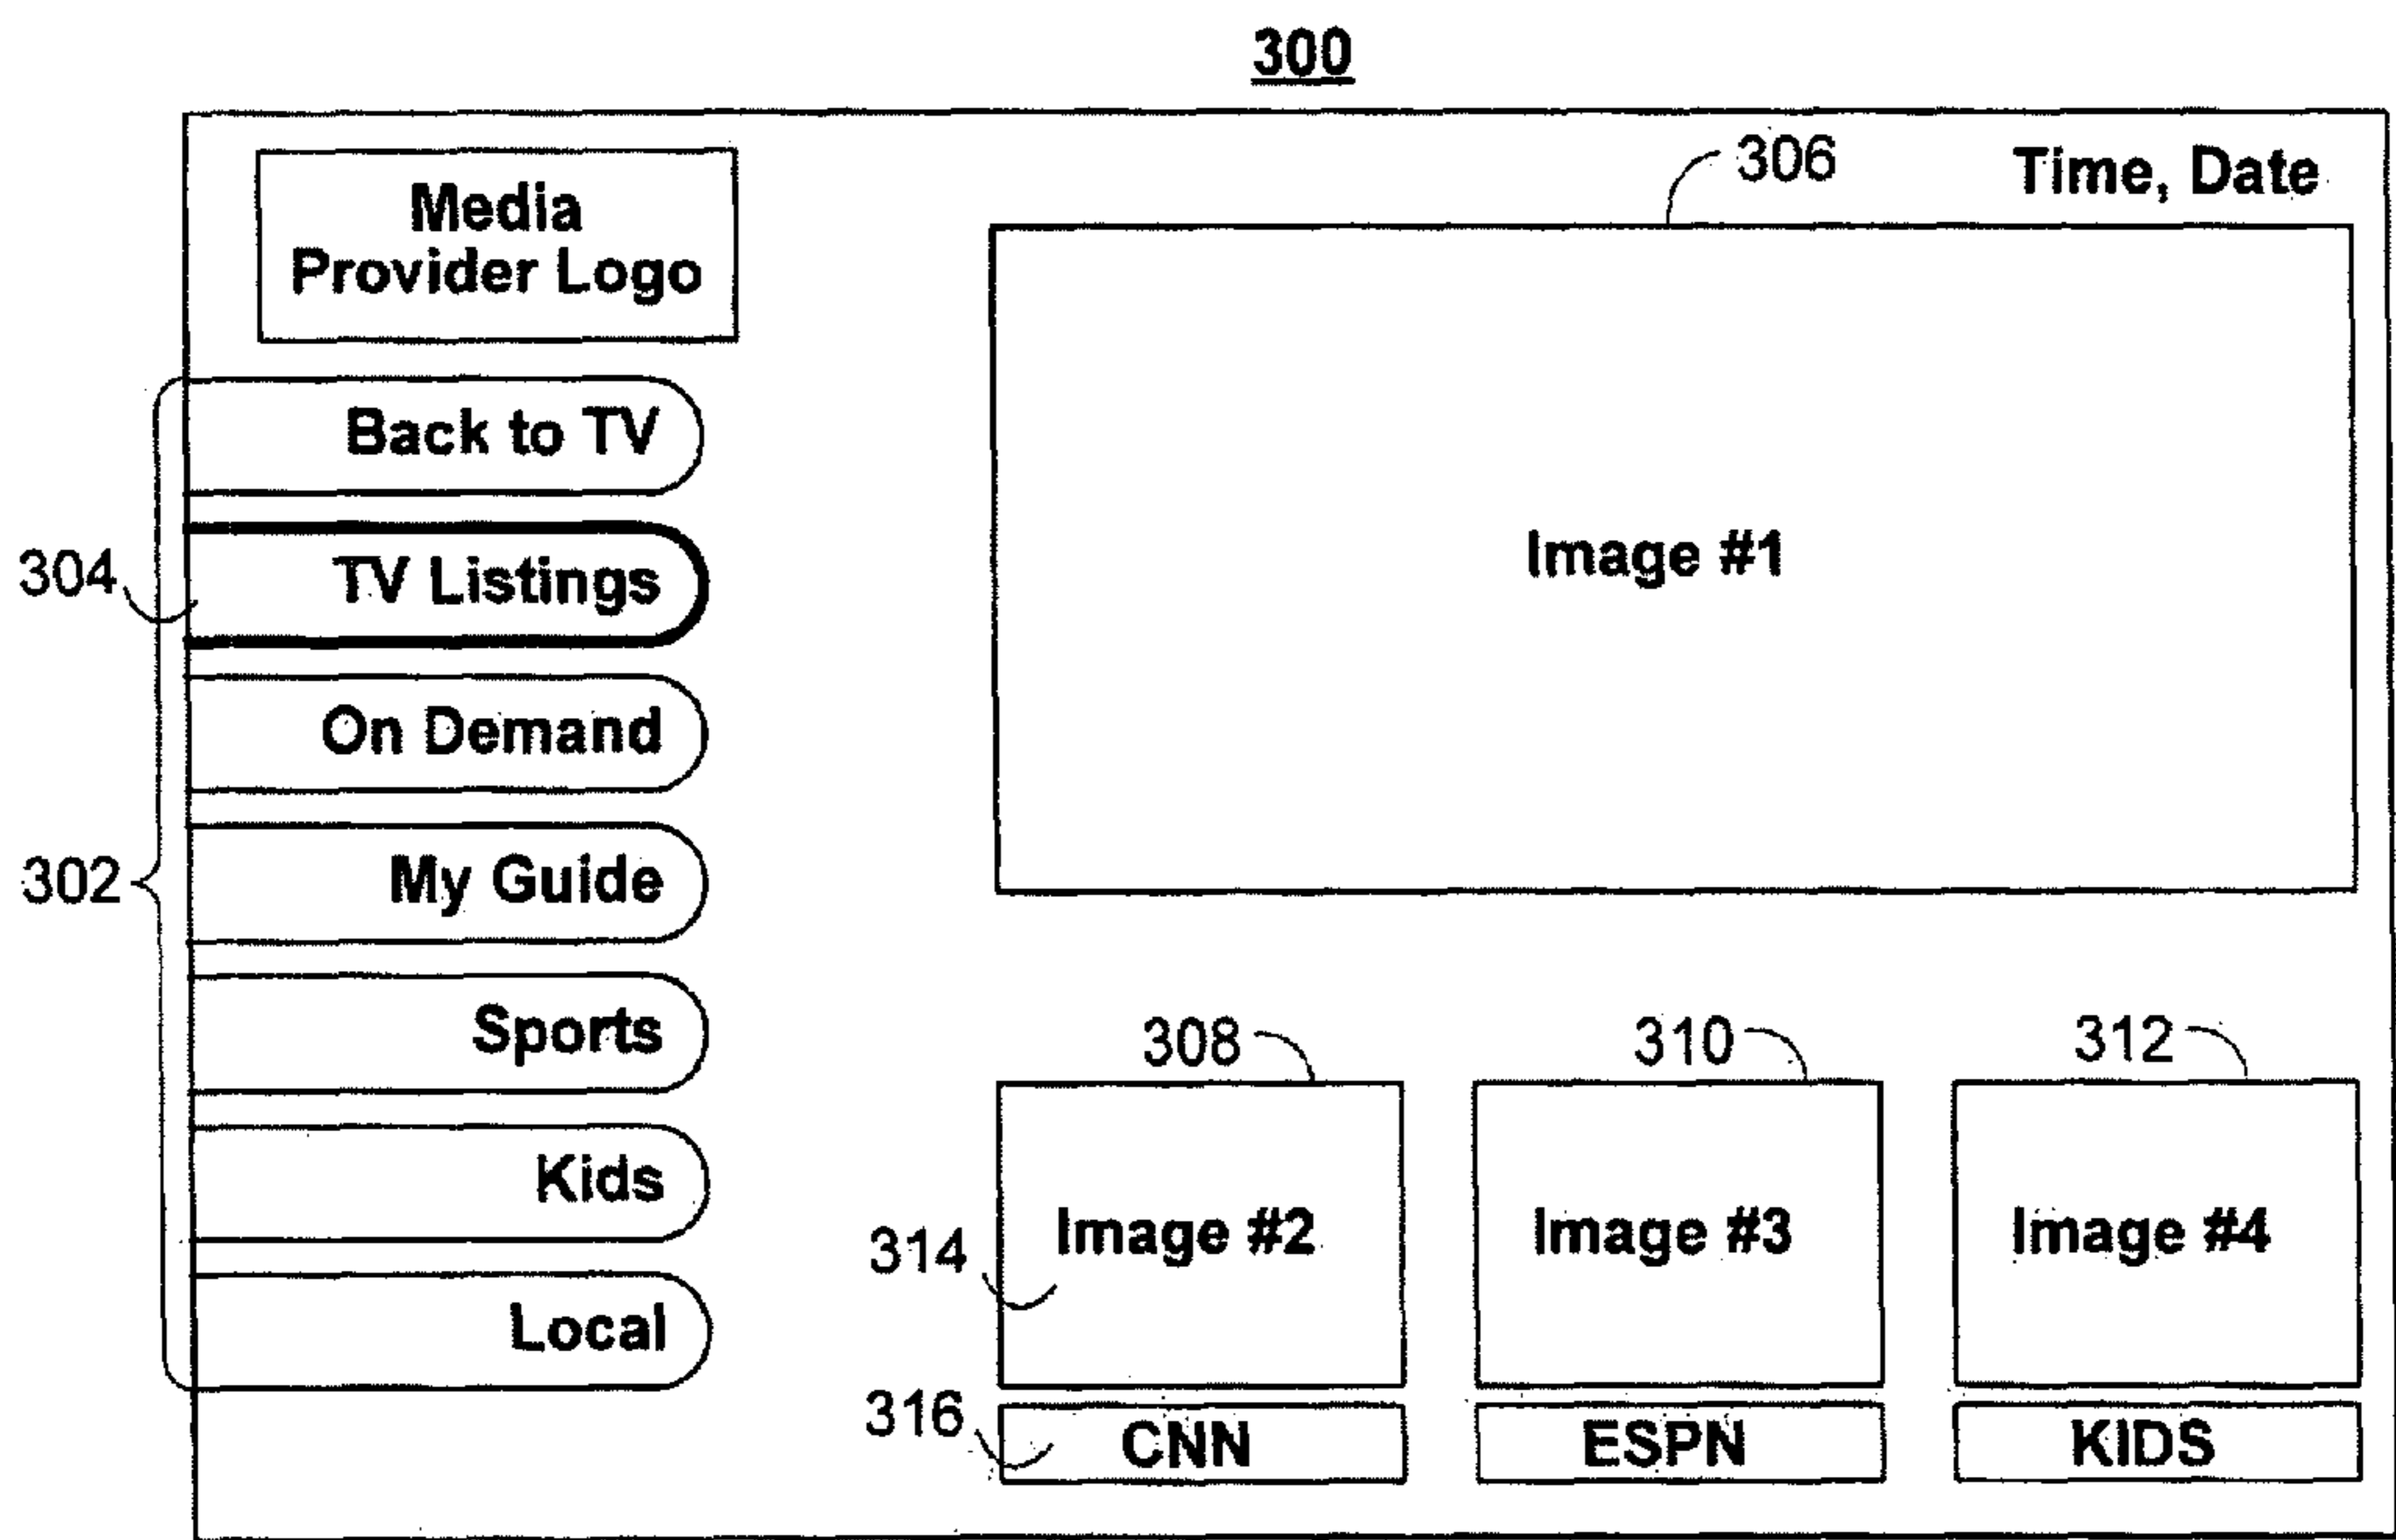 300
306
Time, Date
Media
Provider Logo
Back to TV
304
TV Listings
Image #1
On Demand
302
My Guide
Sports
308
310
312
Kids
314
Image #2
Image #3
Image #4
Local
316
CNN
ESPN
KIDS